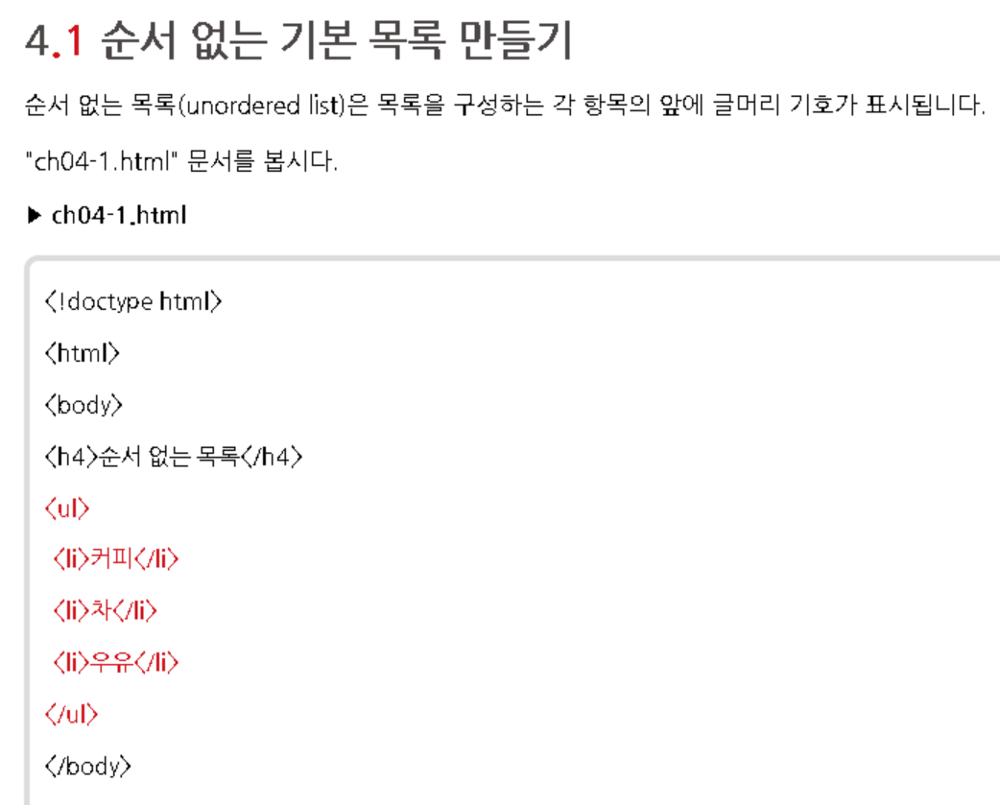 4.1 순서 없는 기본 목록 만들기
순서 없는 목록(unordered list)은 목록을 구성하는 각 항목의 앞에 글머리 기호가 표시됩니다.
"ch04-1.html" 문서를 봅시다.
▶ ch04-1.html
<!doctype html>
<html>
<body>
<h4>순서 없는 목록</h4>
<ul>
<li>커피</li>
<li>차</li>
<li>우유</li>
</ul>
</body>